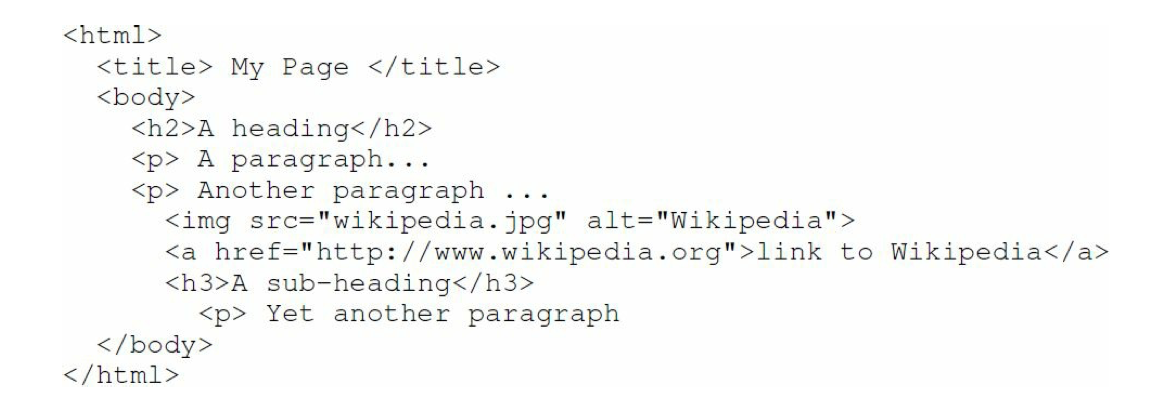 <html>
  <title> My Page </title>
  <body>
    <h2>A heading</h2>
    <p> A paragraph...
    <p> Another paragraph ...
      <img src="wikipedia.jpg" alt="Wikipedia">
      <a href="http://www.wikipedia.org">link to Wikipedia</a>
      <h3>A sub-heading</h3>
        <p> Yet another paragraph
  </body>
</html>